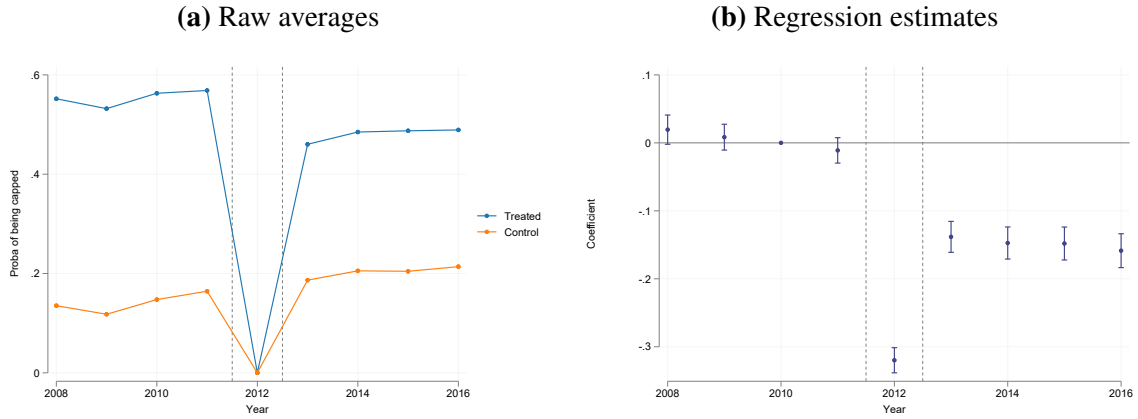 (a) Raw averages
.6
.4
.2
0
Proba of being capped
2008
2010
2012
2014
2016
Year
Treated
Control
(b) Regression estimates
.1
0
-.1
-.2
-.3
Coefficient
2008
2010
2012
2014
2016
Year